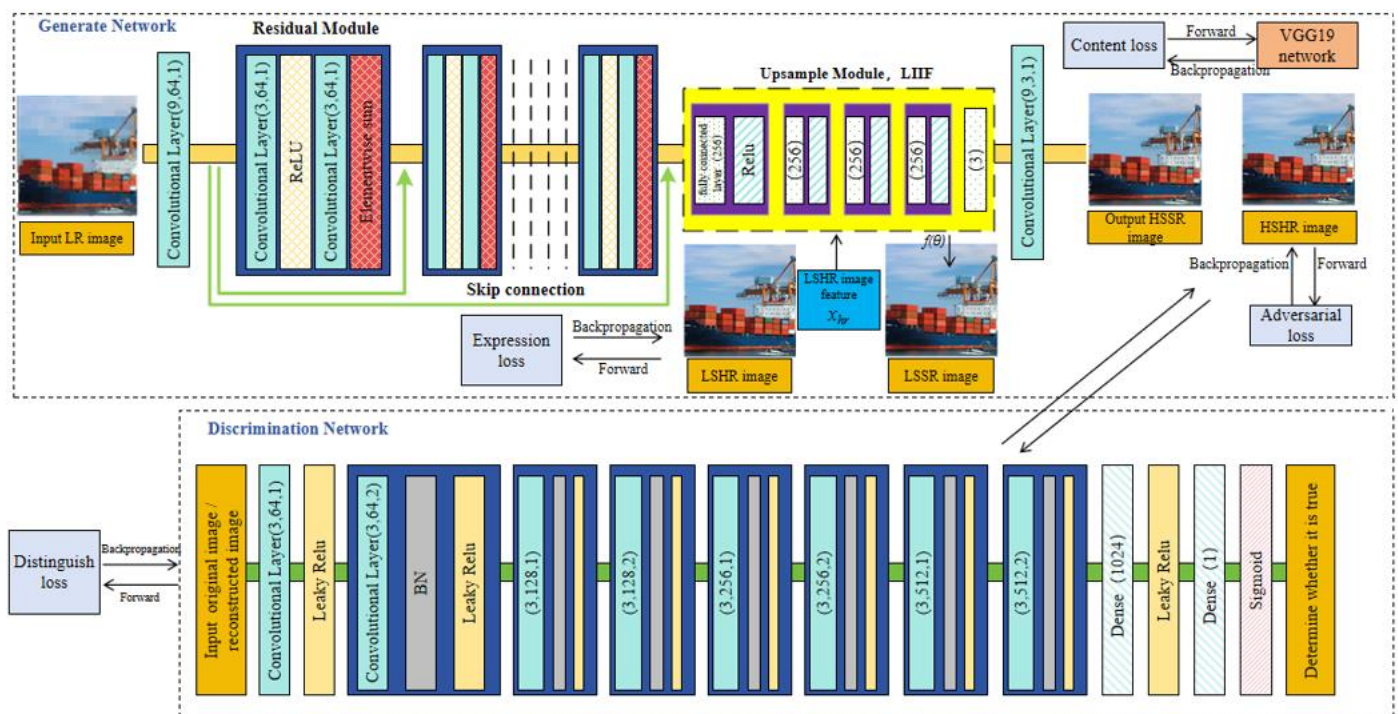 Generate Network
Residual Module
Input LR image
Convolutional Layer(9,64,1)
Convolutional Layer(3,64,1)
ReLU
Convolutional Layer(3,64,1)
Elementwise sunn
Skip connection
Upsample Module, LIIF
fully connected
layer (256)
Relu
(256)
(256)
(256)
(3)
f(θ)
Convolutional Layer(9,3,1)
Content loss
Forward
Backpropagation
VGG19
network
Output HSSR
image
HSHR image
Backpropagation
Forward
Adversarial
loss
Expression
loss
Backpropagation
Forward
LSHR image
LSHR image
feature
X_hr
LSSR image
Discrimination Network
Distinguish
loss
Backpropagation
Forward
Input original image /
reconstructed image
Convolutional Layer(3,64,1)
Leaky Relu
Convolutional Layer(3,64,2)
BN
Leaky Relu
(3,128,1)
(3,128,2)
(3,256,1)
(3,256,2)
(3,512,1)
(3,512,2)
Dense (1024)
Leaky Relu
Dense (1)
Sigmoid
Determine whether it is true